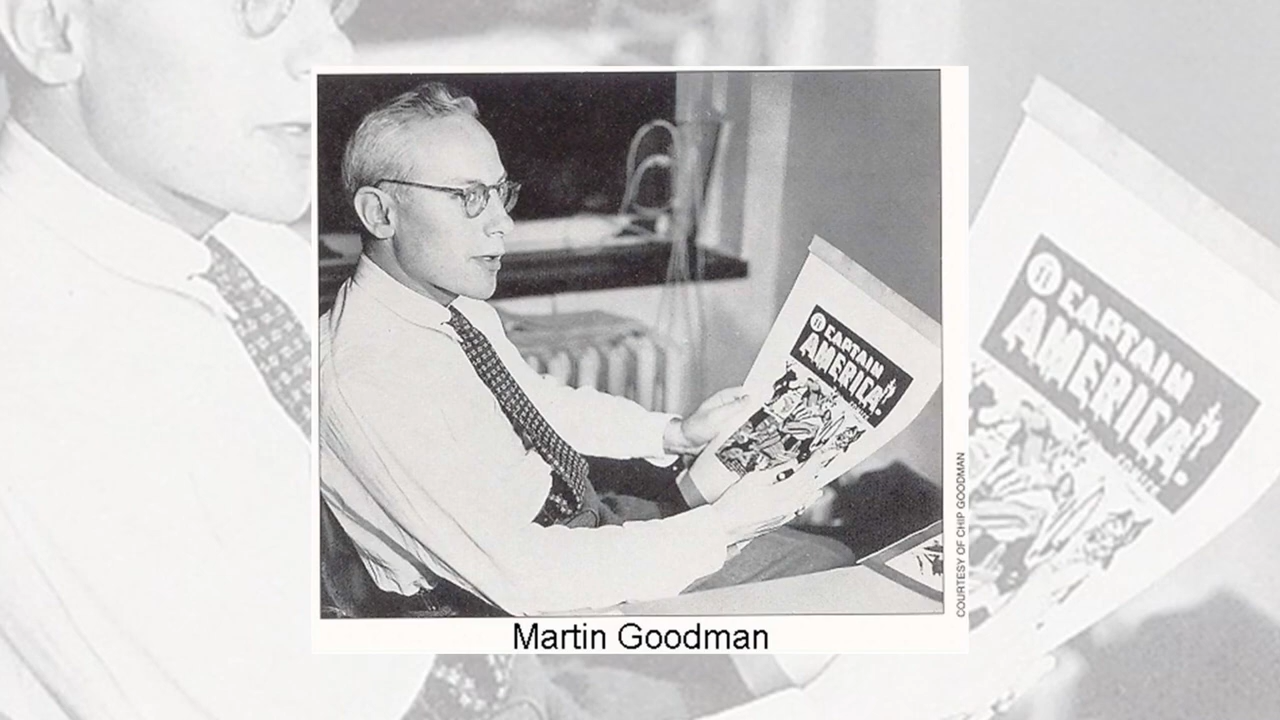 CAPTAIN
AMERICA
COURTESY OF CHIP GOODMAN
Martin Goodman
CAPTAIN
AMERICA